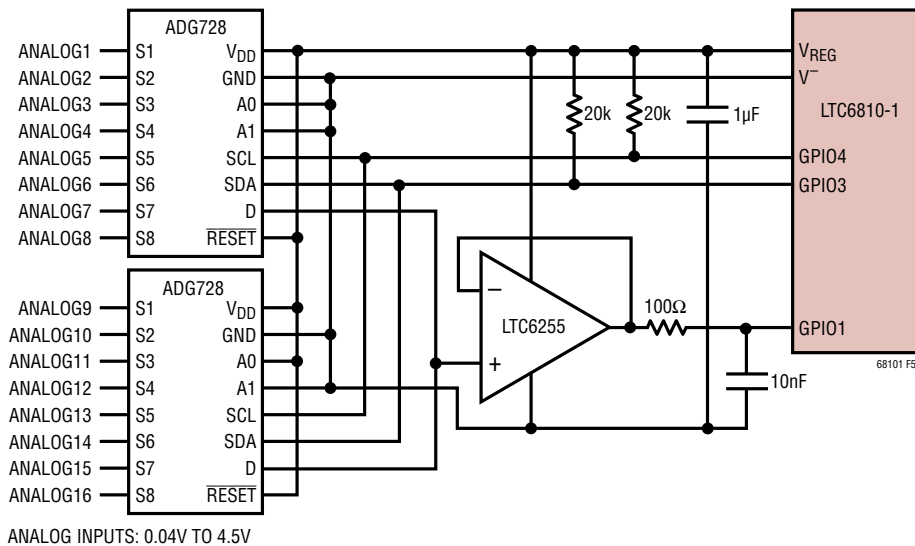 ADG728
ANALOG1 S1 VDD
ANALOG2 S2 GND
ANALOG3 S3 A0
ANALOG4 S4 A1
ANALOG5 S5 SCL
ANALOG6 S6 SDA
ANALOG7 S7 D
ANALOG8 S8 RESET
ADG728
ANALOG9 S1 VDD
ANALOG10 S2 GND
ANALOG11 S3 A0
ANALOG12 S4 A1
ANALOG13 S5 SCL
ANALOG14 S6 SDA
ANALOG15 S7 D
ANALOG16 S8 RESET
20k
20k
1µF
LTC6255
−
+
100Ω
10nF
VREG
V−
LTC6810-1
GPIO4
GPIO3
GPIO1
ANALOG INPUTS: 0.04V TO 4.5V